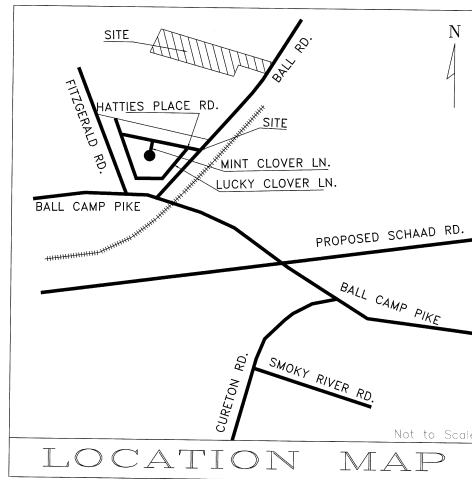 SITE
BALL RD.
N
FITZGERALD RD.
HATTIES PLACE RD.
SITE
MINT CLOVER LN.
LUCKY CLOVER LN.
BALL CAMP PIKE
PROPOSED SCHAAD RD.
BALL CAMP PIKE
SMOKY RIVER RD.
CURETON RD.
Not to Scale
LOCATION MAP